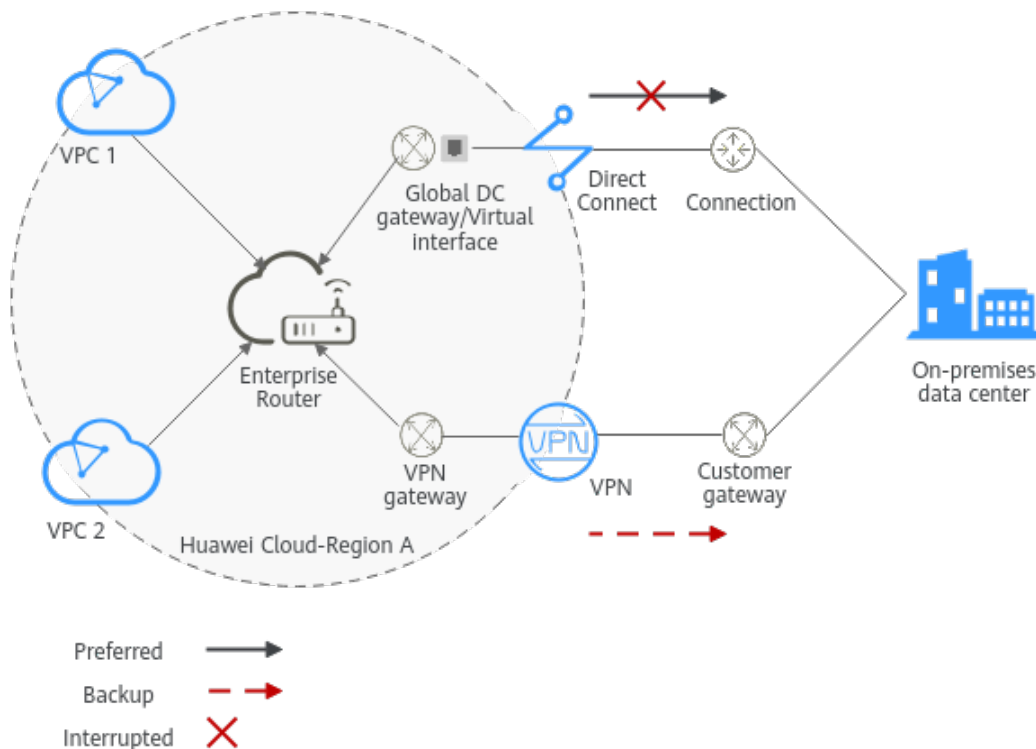 VPC 1
Global DC
gateway/Virtual
interface
Direct
Connect
Connection
Enterprise
Router
On-premises
data center
VPC 2
VPN
gateway
VPN
VPN
Customer
gateway
Huawei Cloud-Region A
Preferred
Backup
Interrupted